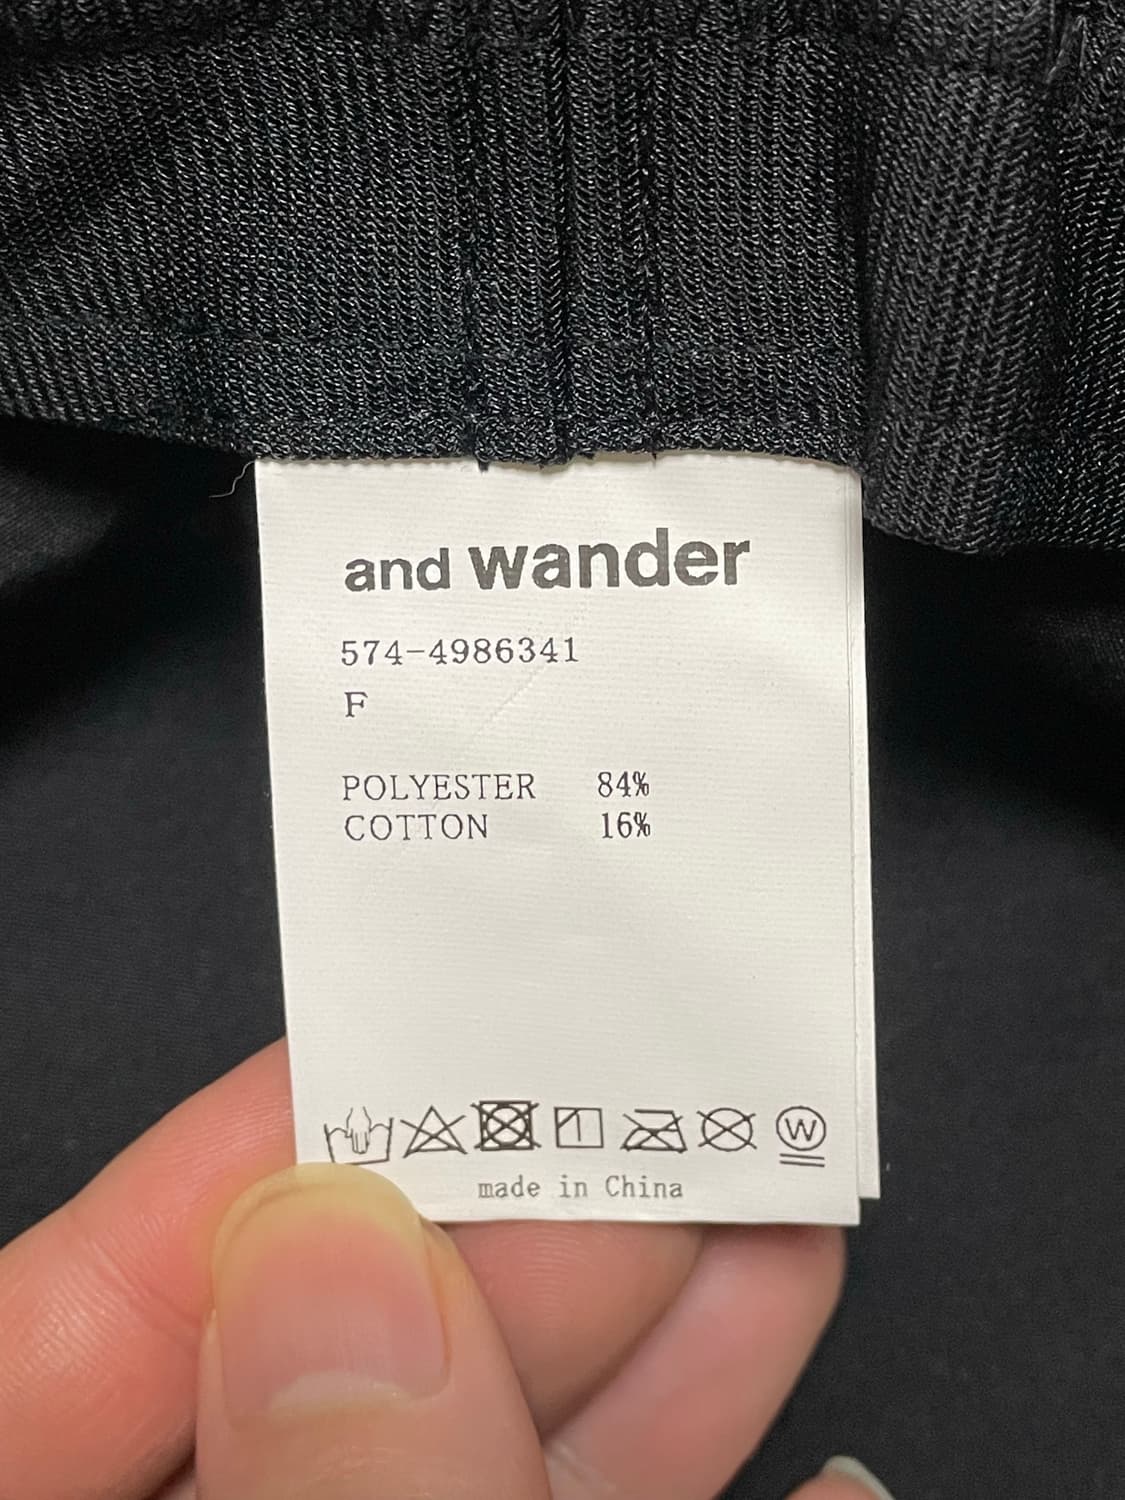 and wander
574-4986341
F
POLYESTER 84%
COTTON 16%
W
made in China